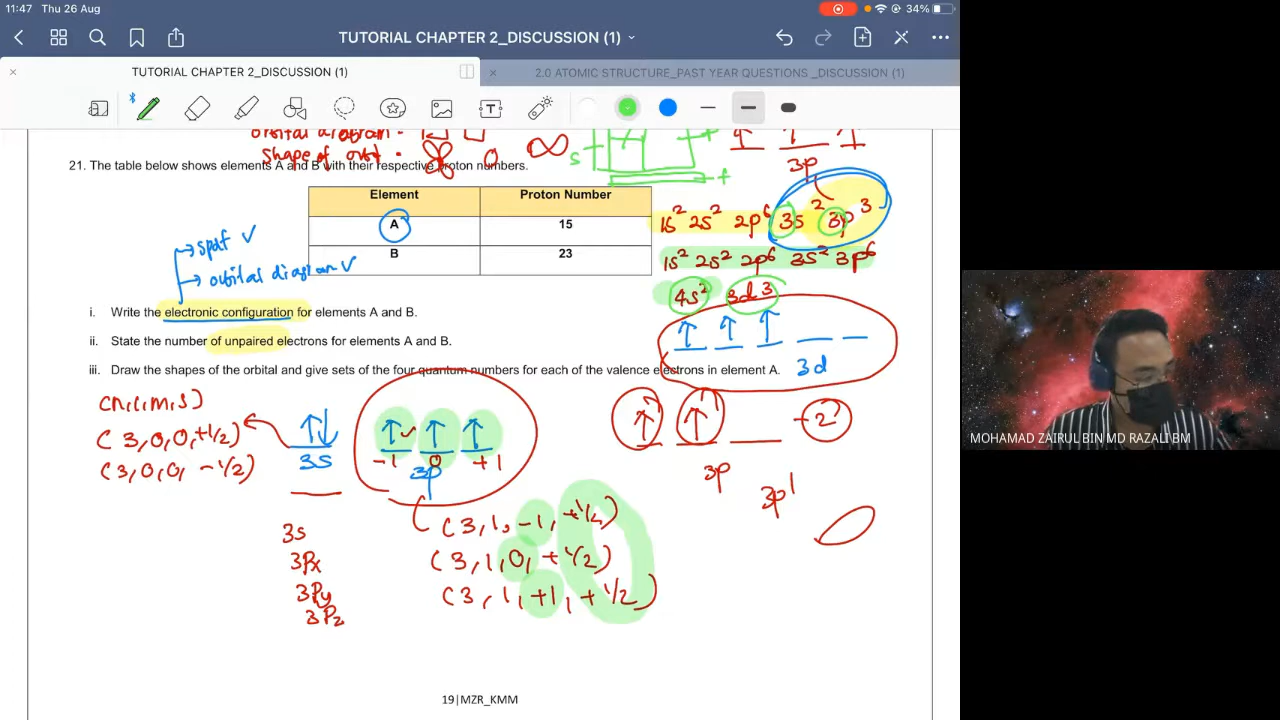 11:47 Thu 26 Aug
34%
TUTORIAL CHAPTER 2_DISCUSSION (1)
TUTORIAL CHAPTER 2_DISCUSSION (1)
2.0 ATOMIC STRUCTURE_PAST YEAR QUESTIONS _DISCUSSION (1)
orbital diagram
shape of orbit
s
f
3p
21. The table below shows elements A and B with their respective proton numbers.
Element Proton Number
A 15
B 23
1s² 2s² 2p⁶ 3s² 3p³
1s² 2s² 2p⁶ 3s² 3p⁶
4s² 3d3
→ spdf ✓
→ orbital diagram ✓
i. Write the electronic configuration for elements A and B.
ii. State the number of unpaired electrons for elements A and B.
iii. Draw the shapes of the orbital and give sets of the four quantum numbers for each of the valence electrons in element A.
↑ ↑ ↑
3d
(n,l,m,s)
(3,0,0,+1/2)
(3,0,0,-1/2)
↑↓
3s
↑ ↑ ↑
-1 0 +1
3p
↑ ↑ - 2
3p
3p¹
3s
3Px
3Py
3Pz
(3,1,-1,+1/2)
(3,1,0,+1/2)
(3,1,+1,+1/2)
19|MZR_KMM
MOHAMAD ZAIRUL BIN MD RAZALI BM